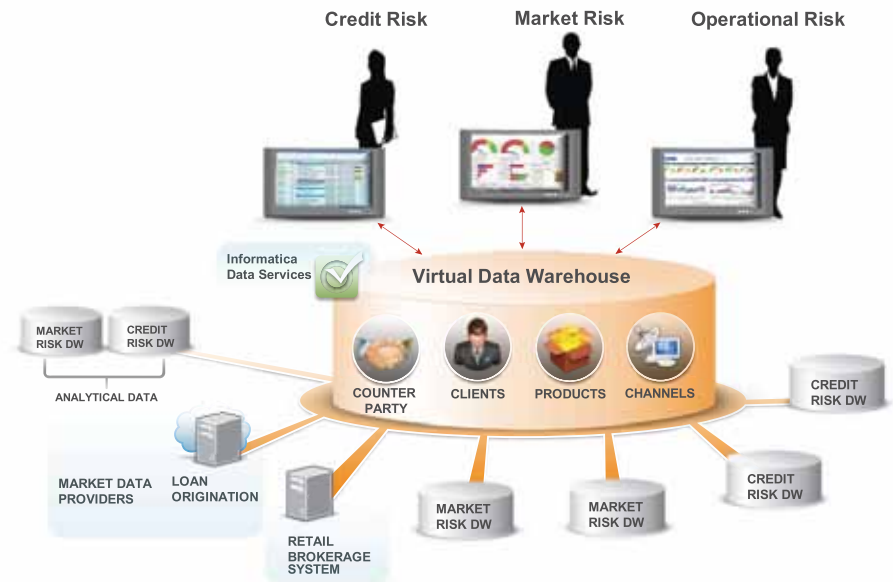 Credit Risk
Market Risk
Operational Risk
Informatica
Data Services
Virtual Data Warehouse
MARKET
RISK DW
CREDIT
RISK DW
ANALYTICAL DATA
COUNTER
PARTY
CLIENTS
PRODUCTS
CHANNELS
CREDIT
RISK DW
MARKET DATA
PROVIDERS
LOAN
ORIGINATION
RETAIL
BROKERAGE
SYSTEM
MARKET
RISK DW
MARKET
RISK DW
CREDIT
RISK DW